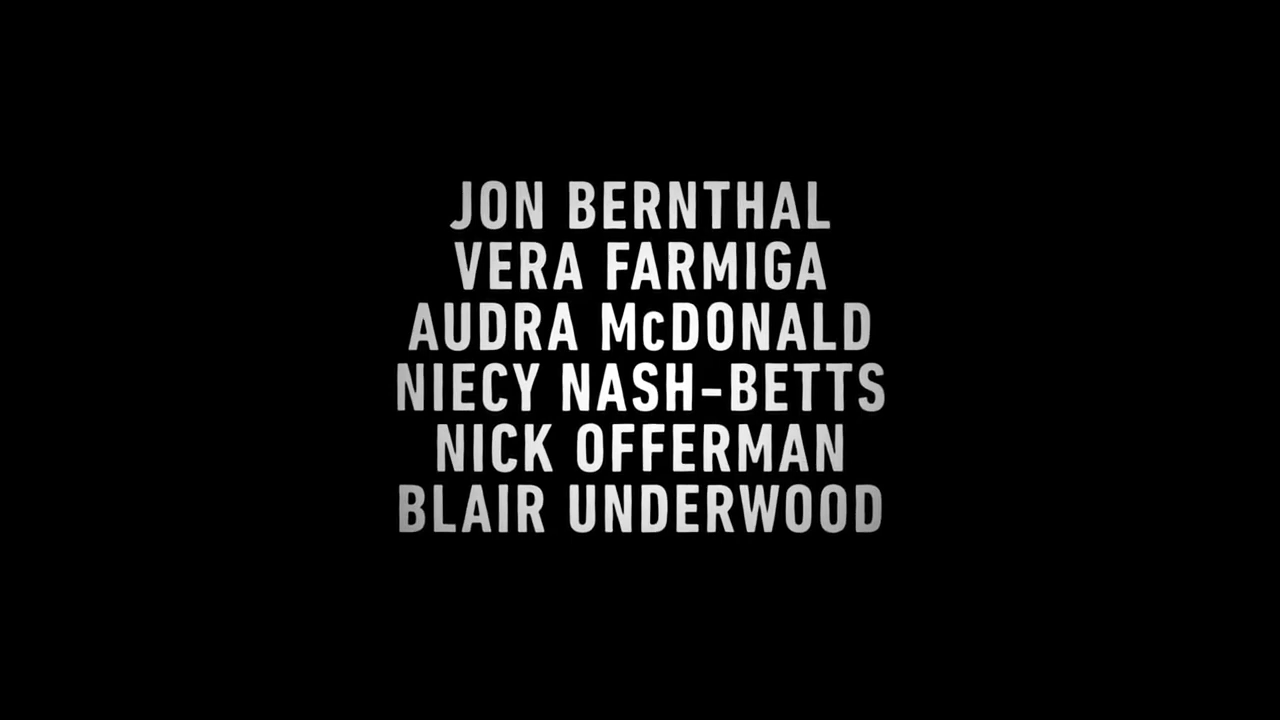 JON BERNTHAL
VERA FARMIGA
AUDRA McDONALD
NIECY NASH-BETTS
NICK OFFERMAN
BLAIR UNDERWOOD